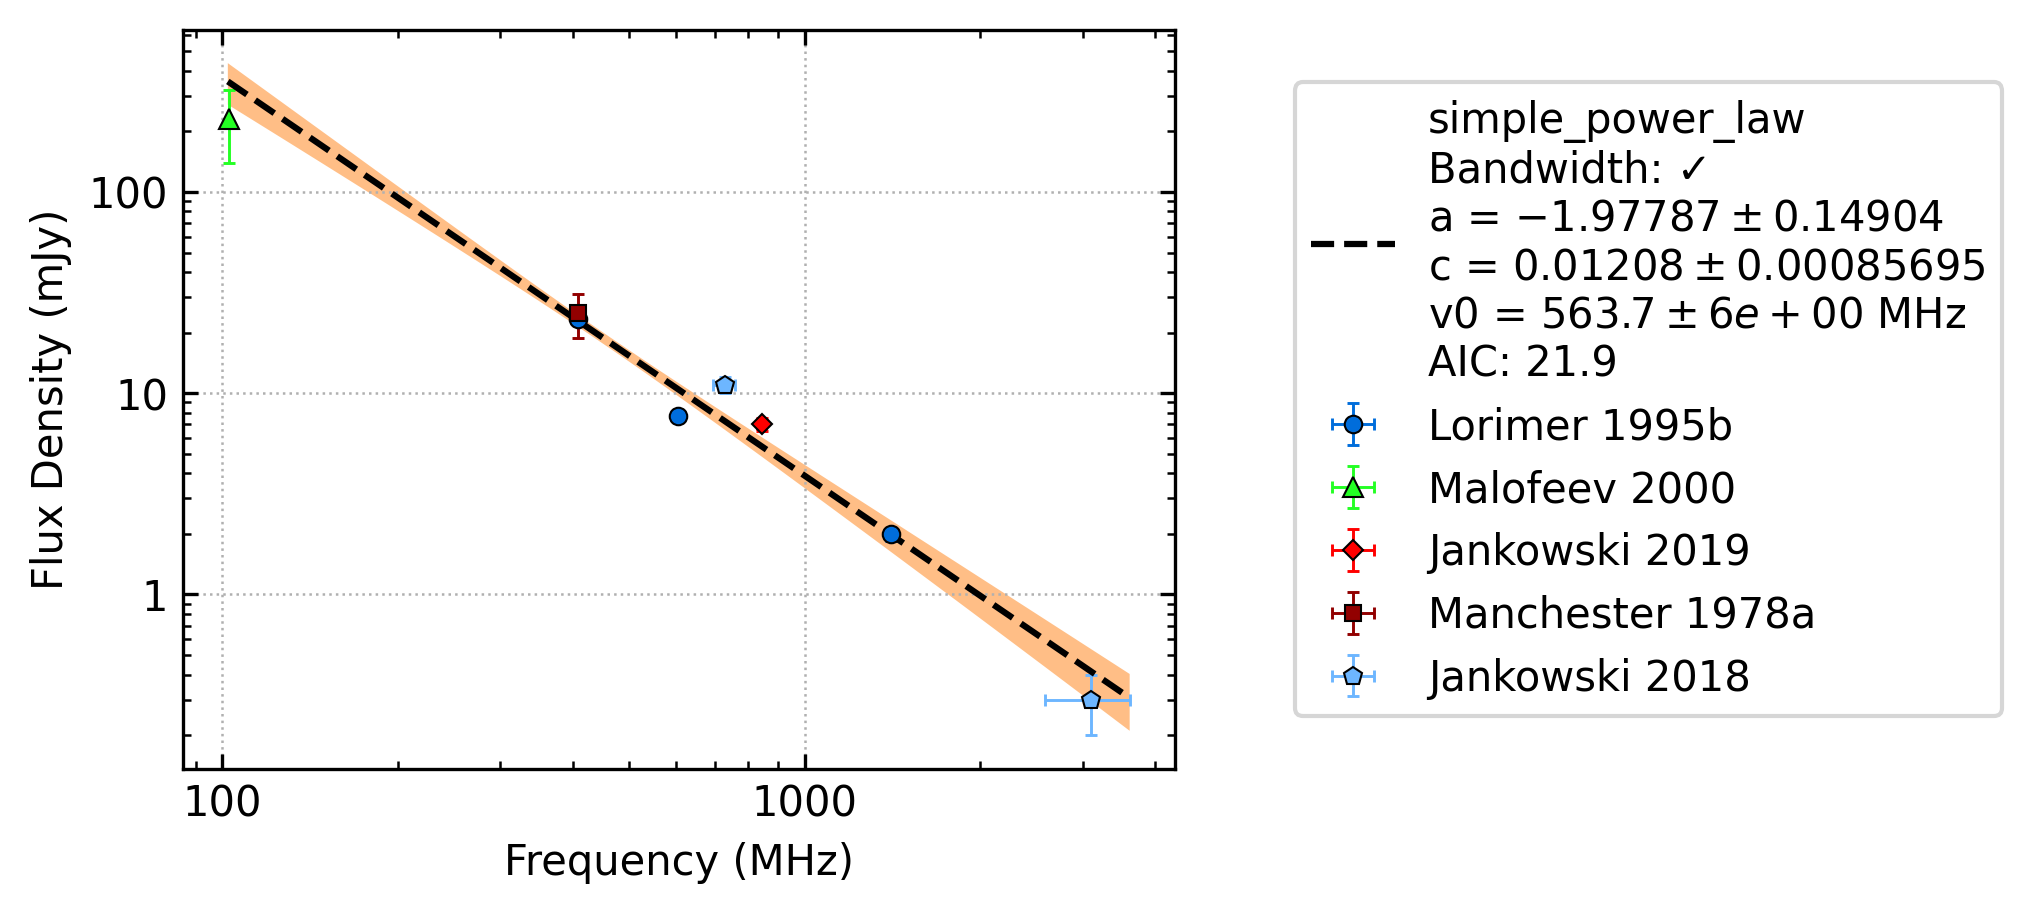 Flux Density (mJy)
100
10
1
100
1000
Frequency (MHz)
simple_power_law
Bandwidth: ✓
a = −1.97787 ± 0.14904
c = 0.01208 ± 0.00085695
v0 = 563.7 ± 6e + 00 MHz
AIC: 21.9
Lorimer 1995b
Malofeev 2000
Jankowski 2019
Manchester 1978a
Jankowski 2018